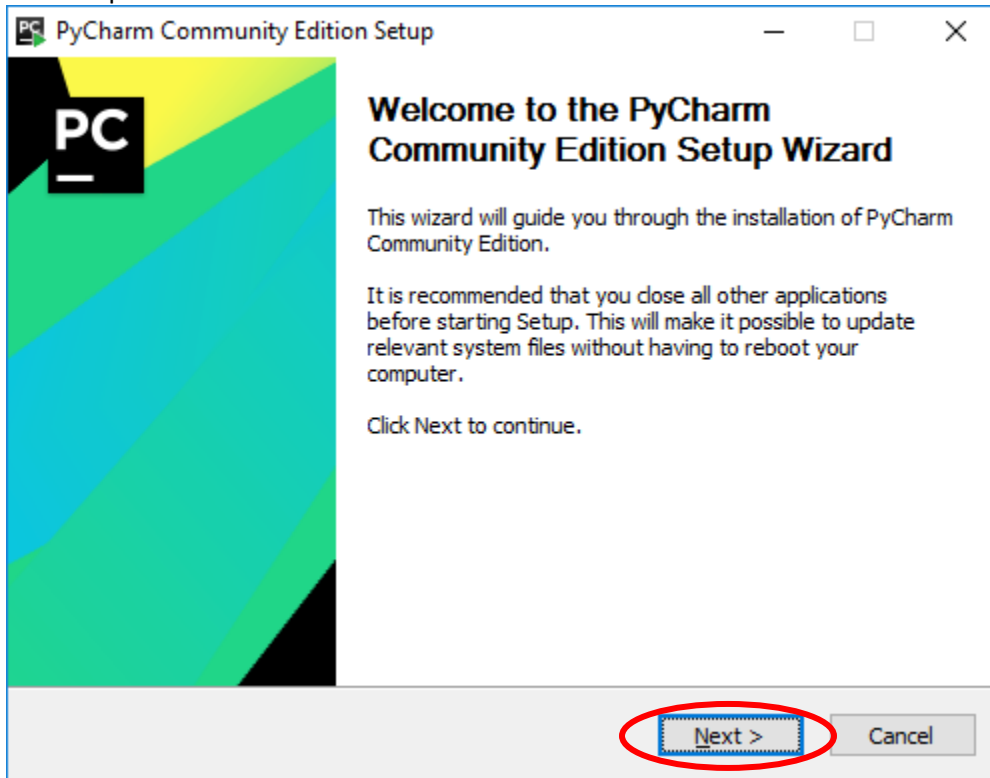 PyCharm Community Edition Setup
PC
Welcome to the PyCharm
Community Edition Setup Wizard
This wizard will guide you through the installation of PyCharm
Community Edition.
It is recommended that you close all other applications
before starting Setup. This will make it possible to update
relevant system files without having to reboot your
computer.
Click Next to continue.
Next >
Cancel